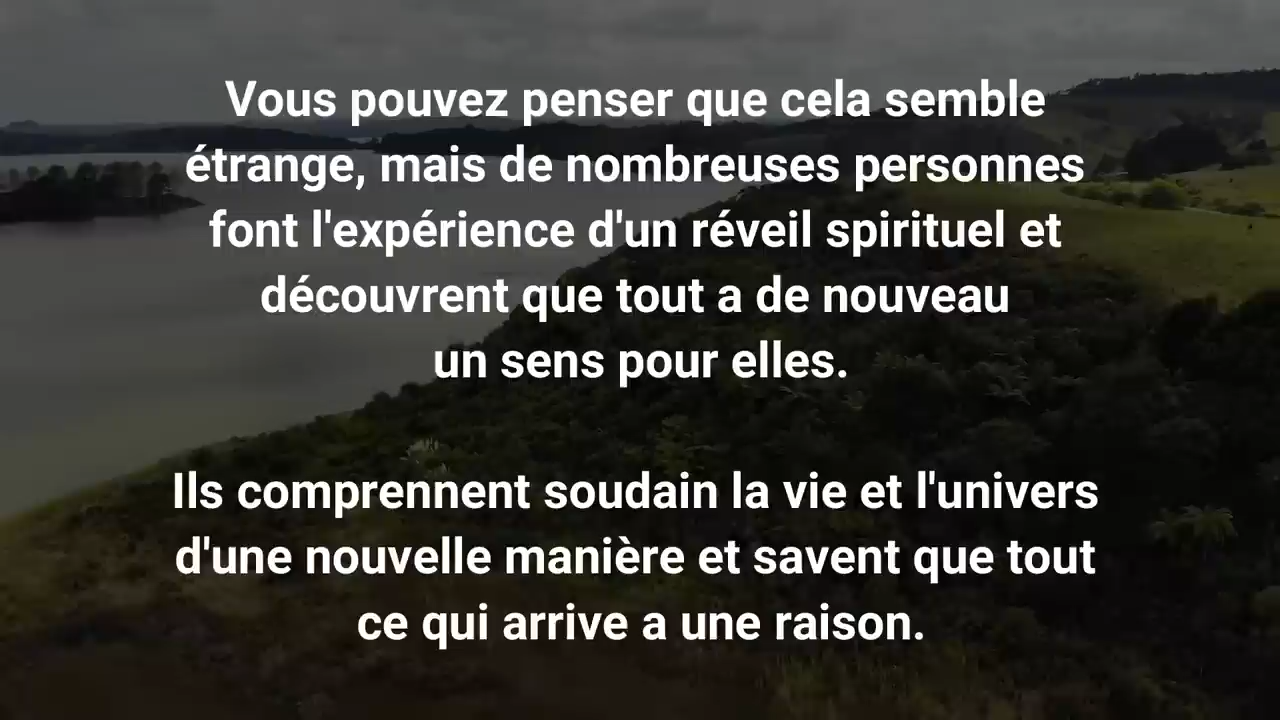 Vous pouvez penser que cela semble
étrange, mais de nombreuses personnes
font l'expérience d'un réveil spirituel et
découvrent que tout a de nouveau
un sens pour elles.
Ils comprennent soudain la vie et l'univers
d'une nouvelle manière et savent que tout
ce qui arrive a une raison.